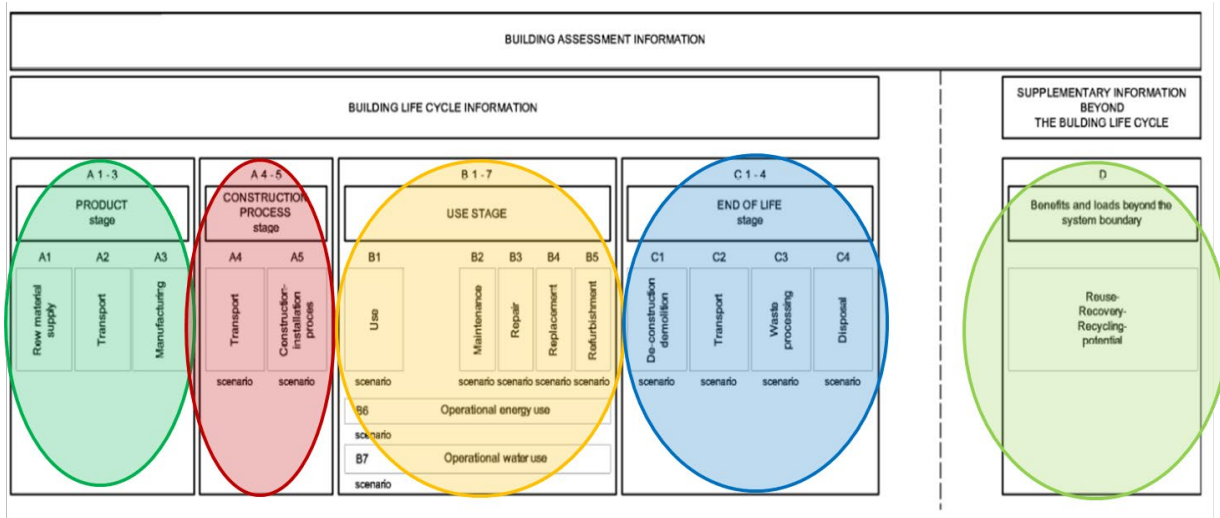 BUILDING ASSESSMENT INFORMATION
BUILDING LIFE CYCLE INFORMATION
SUPPLEMENTARY INFORMATION
BEYOND
THE BULDING LIFE CYCLE
A 1 - 3
PRODUCT
stage
A1
A2
A3
Rew material
supply
Transport
Manufacturing
A 4 - 5
CONSTRUCTION
PROCESS
stage
A4
A5
Transport
Construction-
installation
proces
scenario
scenario
B 1 - 7
USE STAGE
B1
B2
B3
B4
B5
Use
Maintenance
Repair
Replacement
Refurbishment
scenario
scenario
scenario
scenario
scenario
B6
Operational energy use
scenario
B7
Operational water use
scenario
C 1 - 4
END OF LIFE
stage
C1
C2
C3
C4
De-construction
demolition
Transport
Waste
processing
Disposal
scenario
scenario
scenario
scenario
D
Benefits and loads beyond the
system boundary
Reuse-
Recovery-
Recycling-
potential